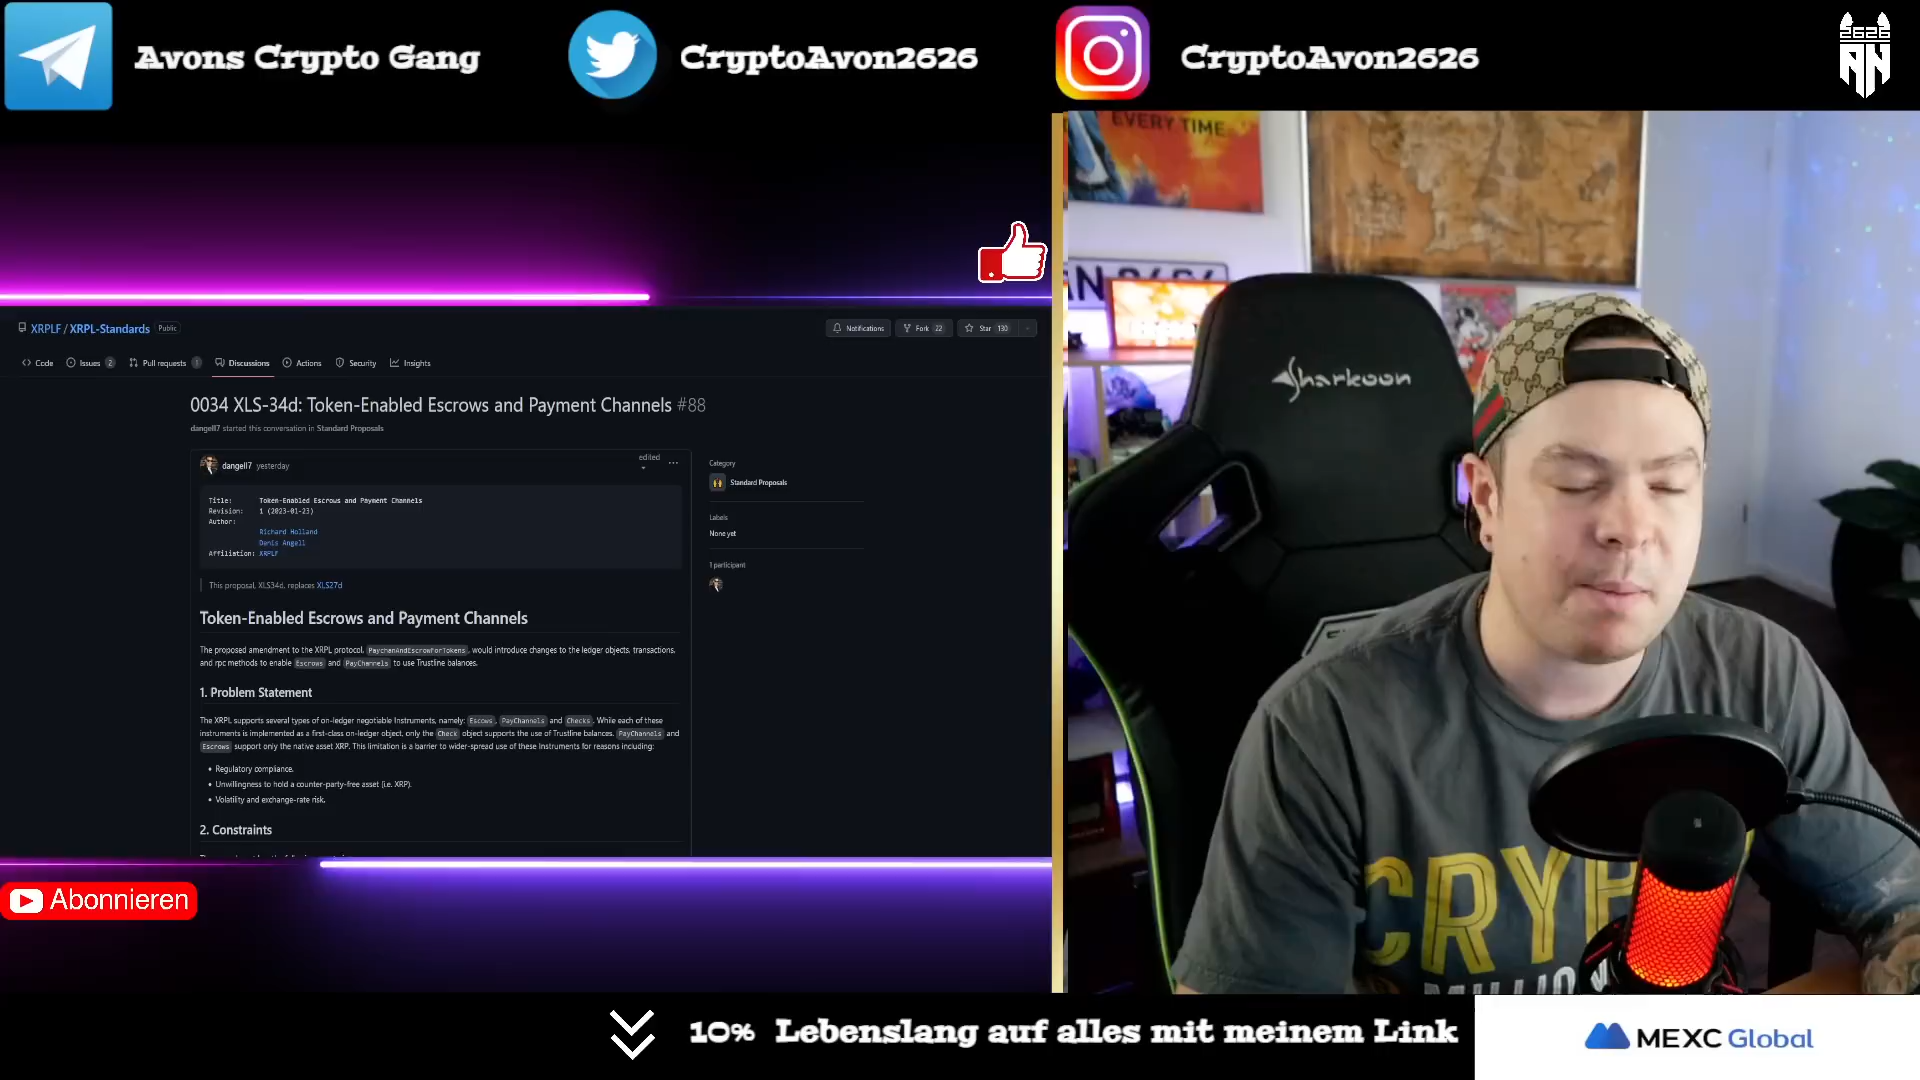 Avons Crypto Gang
CryptoAvon2626
CryptoAvon2626
2626
AN
EVERY TIME
XRPLF / XRPL-Standards Public
Notifications
Fork 22
Star 130
Code
Issues 2
Pull requests 1
Discussions
Actions
Security
Insights
0034 XLS-34d: Token-Enabled Escrows and Payment Channels #88
dangell7 started this conversation in Standard Proposals
dangell7 yesterday
edited
Title: Token-Enabled Escrows and Payment Channels
Revision: 1 (2023-01-23)
Author:
Richard Holland
Denis Angell
Affiliation: XRPLF
This proposal, XLS34d, replaces XLS27d
Token-Enabled Escrows and Payment Channels
The proposed amendment to the XRPL protocol, PaychanAndEscrowForTokens, would introduce changes to the ledger objects, transactions,
and rpc methods to enable Escrows and PayChannels to use Trustline balances.
1. Problem Statement
The XRPL supports several types of on-ledger negotiable Instruments, namely: Escows, PayChannels and Checks. While each of these
instruments is implemented as a first-class on-ledger object, only the Check object supports the use of Trustline balances. PayChannels and
Escrows support only the native asset XRP. This limitation is a barrier to wider-spread use of these Instruments for reasons including:
• Regulatory compliance.
• Unwillingness to hold a counter-party-free asset (i.e. XRP).
• Volatility and exchange-rate risk.
2. Constraints
Category
Standard Proposals
Labels
None yet
1 participant
Sharkoon
CRYP
Abonnieren
10% Lebenslang auf alles mit meinem Link
MEXC Global